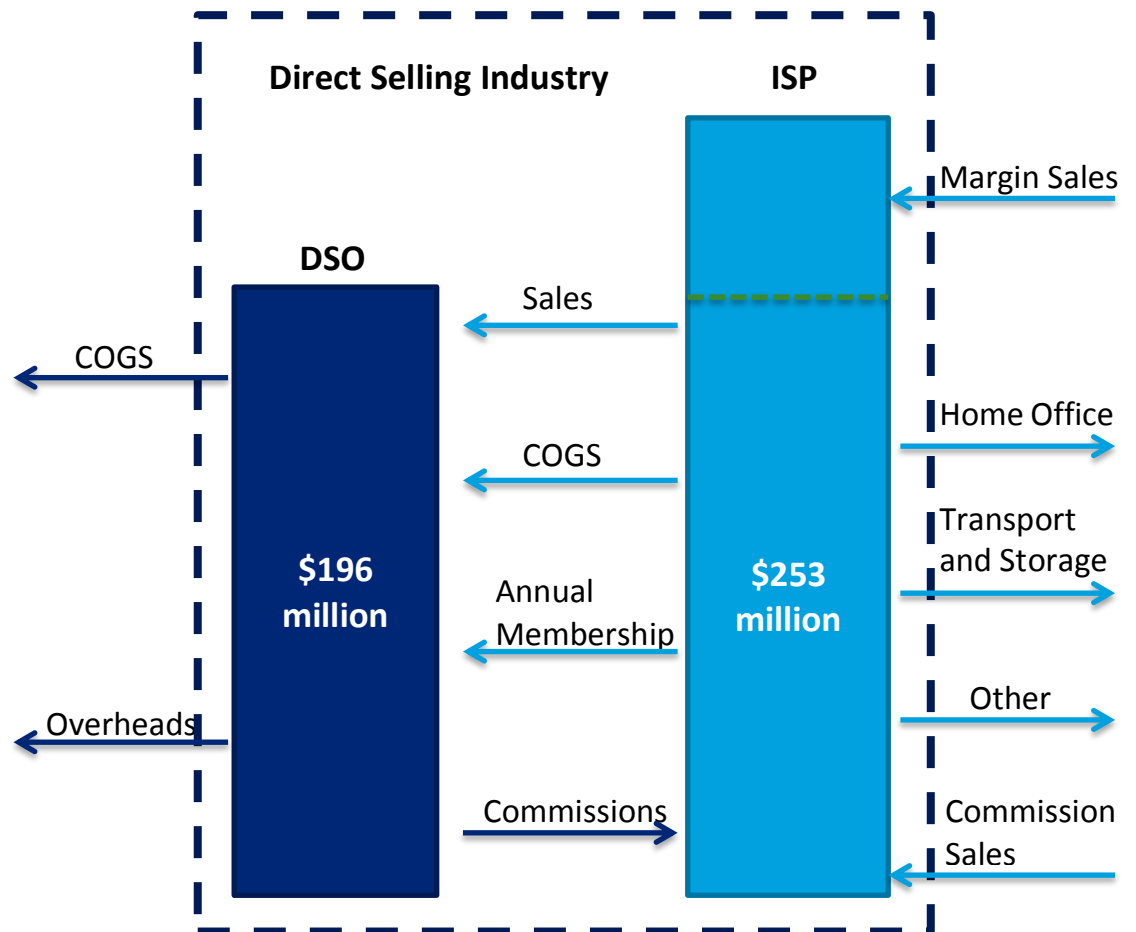 Direct Selling Industry
ISP
Margin Sales
DSO
Sales
COGS
Home Office
COGS
Transport
and Storage
$196
million
$253
million
Annual
Membership
Other
Overheads
Commissions
Commission
Sales